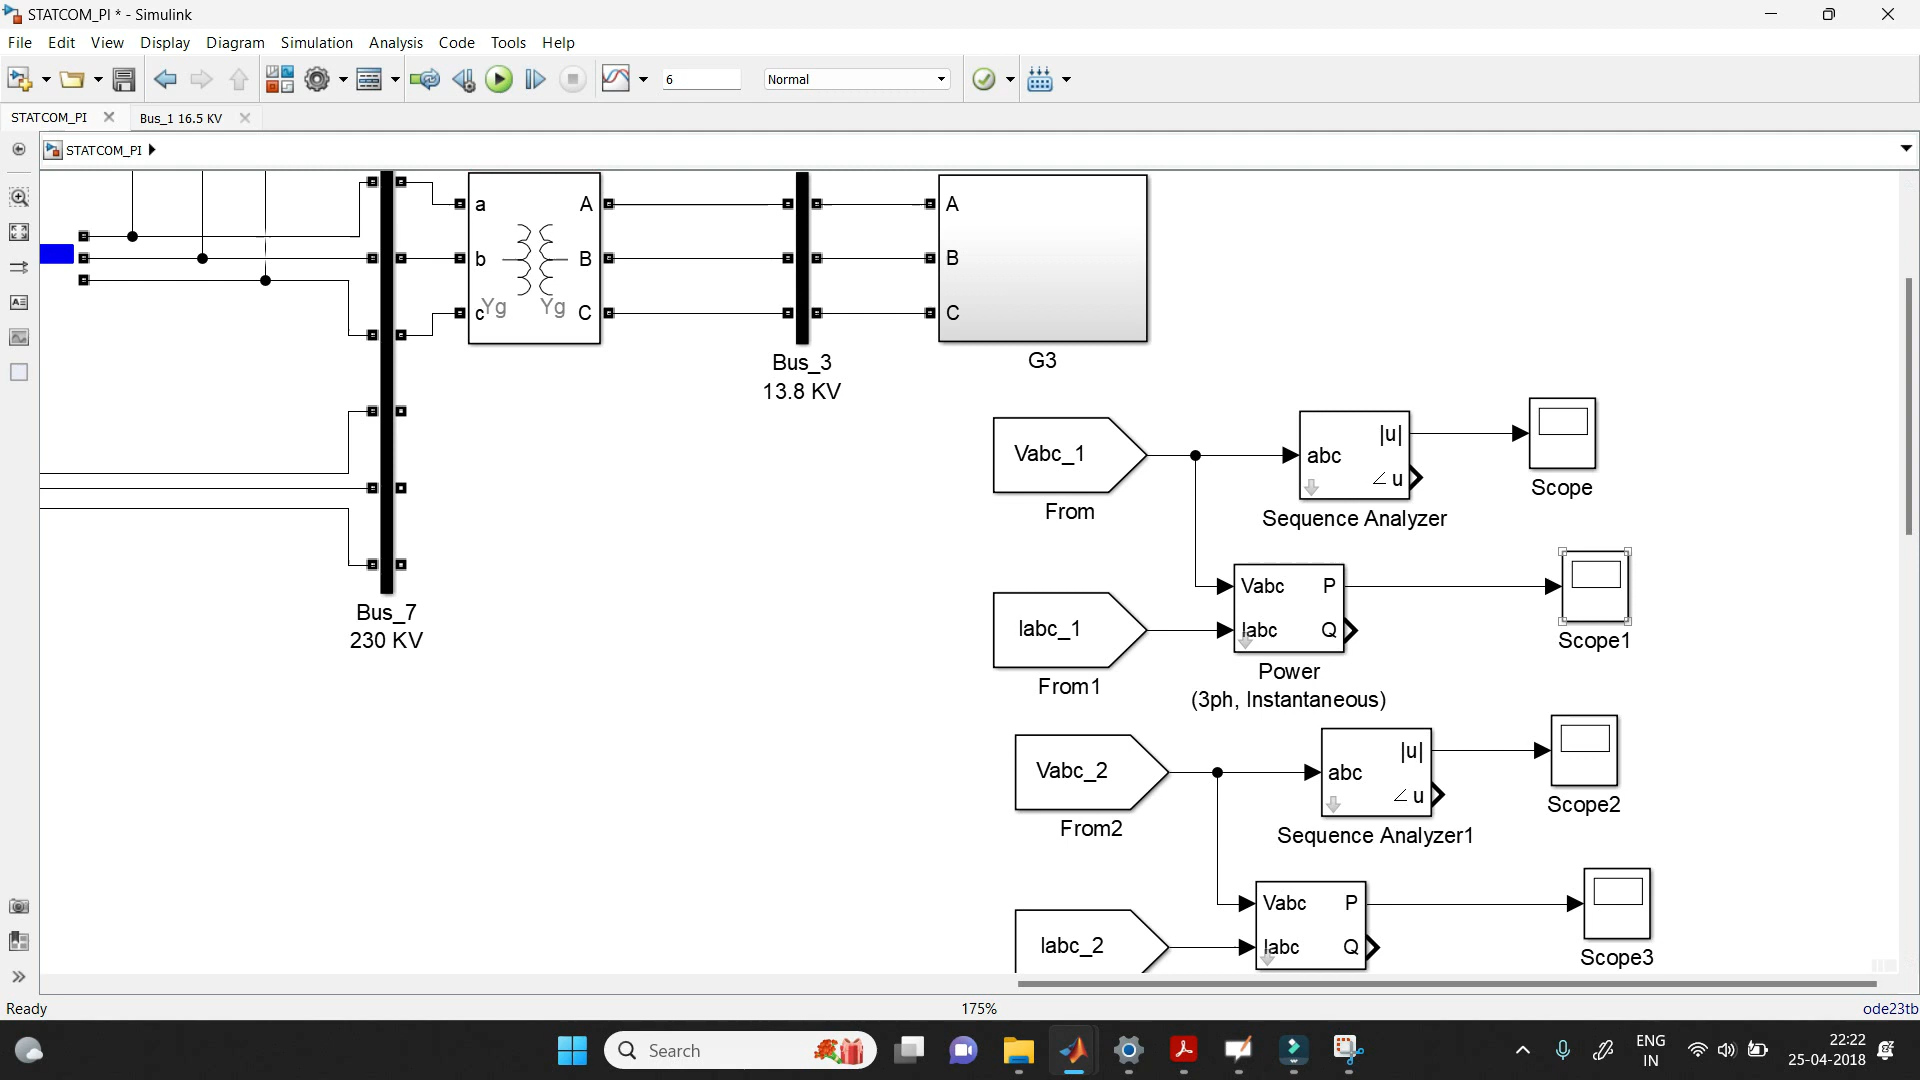 STATCOM_PI * - Simulink
File Edit View Display Diagram Simulation Analysis Code Tools Help
6 Normal
STATCOM_PI Bus_1 16.5 KV
STATCOM_PI
a A
b B
c Yg Yg C
A
B
C
Bus_3
13.8 KV
G3
Vabc_1
From
abc |u|
∠u
Sequence Analyzer
Scope
Bus_7
230 KV
Iabc_1
From1
Vabc P
Iabc Q
Power
(3ph, Instantaneous)
Scope1
Vabc_2
From2
abc |u|
∠u
Sequence Analyzer1
Scope2
Iabc_2
Vabc P
Iabc Q
Scope3
Ready 175% ode23tb
Search
ENG
IN
22:22
25-04-2018